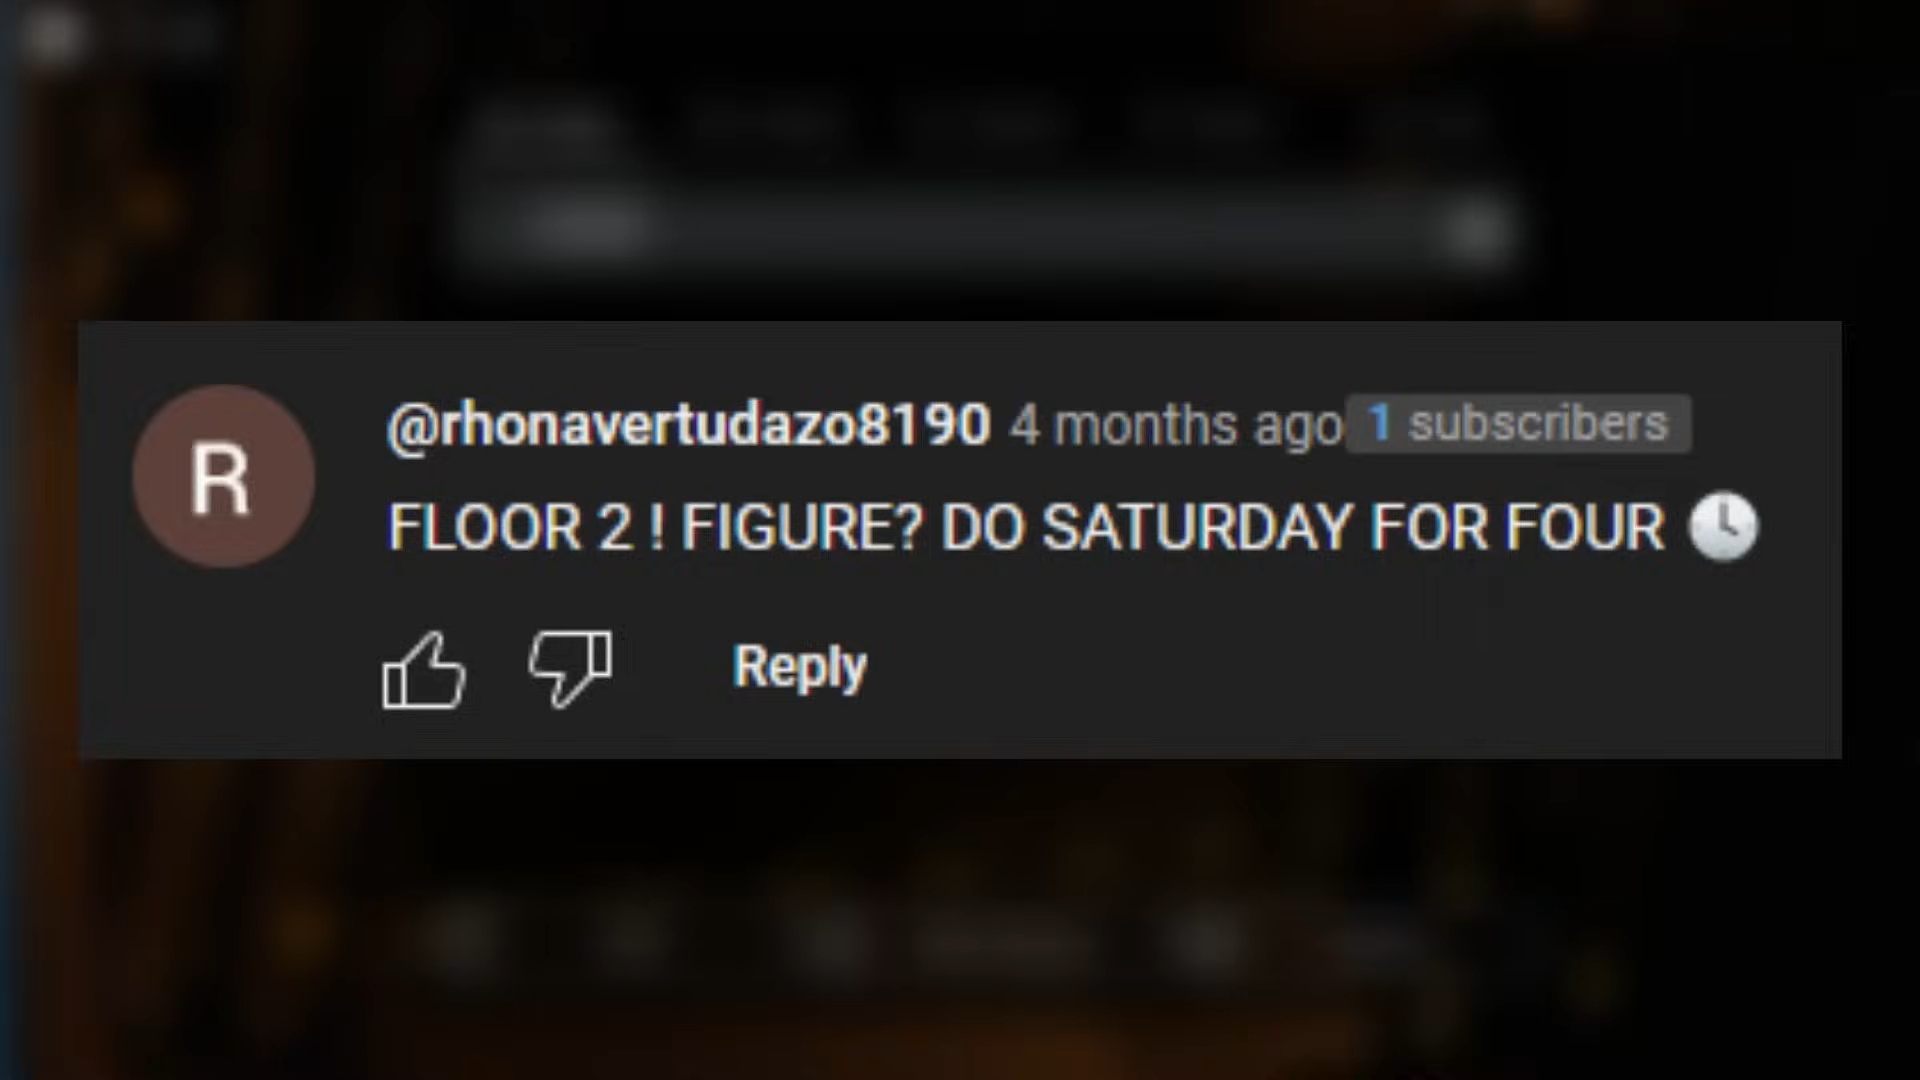 R
@rhonavertudazo8190 4 months ago 1 subscribers
FLOOR 2 ! FIGURE? DO SATURDAY FOR FOUR 🕓
Reply